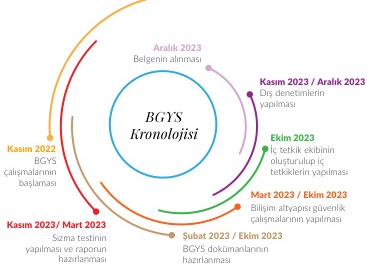 Aralık 2023
Belgenin alınması
Kasım 2023 / Aralık 2023
Dış denetimlerin
yapılması
BGYS
Kronolojisi
Ekim 2023
İç tetkik ekibinin
oluşturulup iç
tetkiklerin yapılması
Kasım 2022
BGYS
çalışmalarının
başlaması
Mart 2023 / Ekim 2023
Bilişim altyapısı güvenlik
çalışmalarının yapılması
Kasım 2023/ Mart 2023
Sızma testinin
yapılması ve raporun
hazırlanması
Şubat 2023 / Ekim 2023
BGYS dokümanlarının
hazırlanması